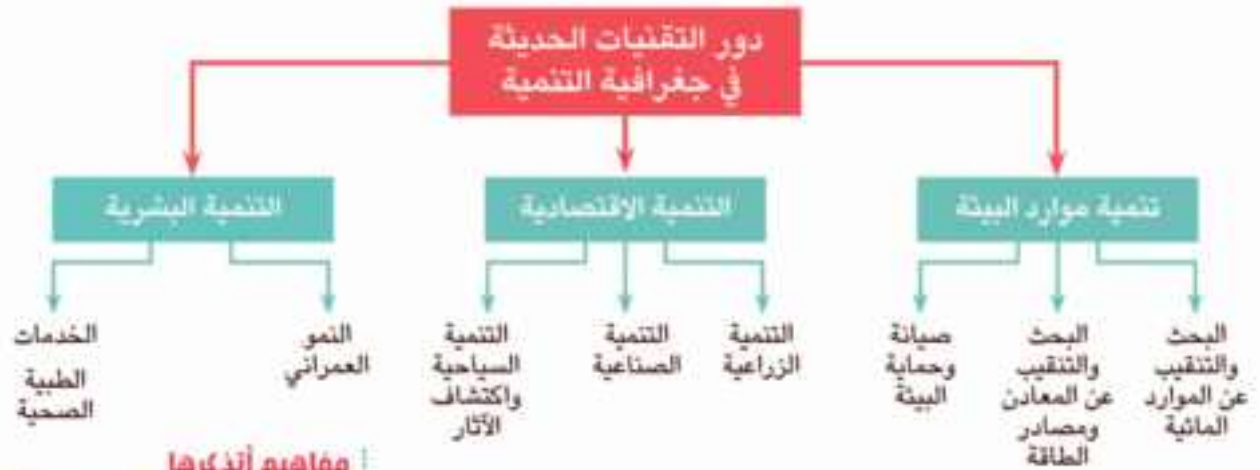 دور التقنيات الحديثة
في جغرافية التنمية
تنمية موارد البيئة
التنمية الاقتصادية
التنمية البشرية
البحث
والتنقيب
عن الموارد
المائية
البحث
والتنقيب
عن المعادن
ومصادر
الطاقة
صيانة
وحماية
البيئة
التنمية
الزراعية
التنمية
الصناعية
التنمية
السياحية
واكتشاف
الآثار
النمو
العمراني
الخدمات
الطبية
الصحية
مفاهيم أتذكرها